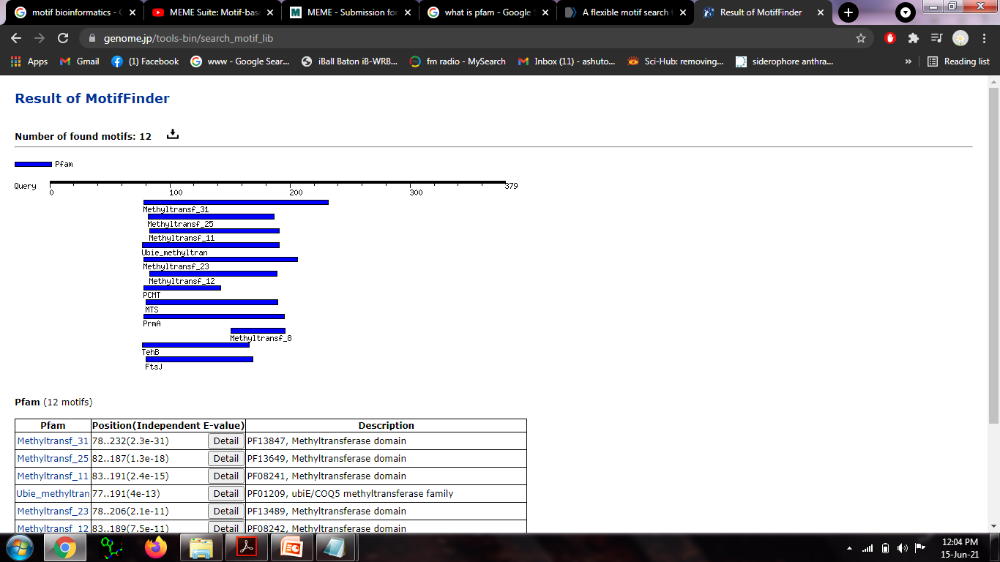 motif bioinformatics - G
MEME Suite: Motif-bas
MEME - Submission for
what is pfam - Google S
A flexible motif search t
Result of MotifFinder
genome.jp/tools-bin/search_motif_lib
Apps
Gmail
(1) Facebook
www - Google Sear...
iBall Baton iB-WRB...
fm radio - MySearch
Inbox (11) - ashuto...
Sci-Hub: removing...
siderophore anthra...
»
Reading list
Result of MotifFinder
Number of found motifs: 12
Pfam
Query
379
0 100 200 300
Methyltransf_31
Methyltransf_25
Methyltransf_11
Ubie_methyltran
Methyltransf_23
Methyltransf_12
PCMT
MTS
PrmA
Methyltransf_8
TehB
FtsJ
Pfam (12 motifs)
Pfam Position(Independent E-value) Description
Methyltransf_31 78..232(2.3e-31) Detail PF13847, Methyltransferase domain
Methyltransf_25 82..187(1.3e-18) Detail PF13649, Methyltransferase domain
Methyltransf_11 83..191(2.4e-15) Detail PF08241, Methyltransferase domain
Ubie_methyltran 77..191(4e-13) Detail PF01209, ubiE/COQ5 methyltransferase family
Methyltransf_23 78..206(2.1e-11) Detail PF13489, Methyltransferase domain
Methyltransf_12 83..189(7.5e-11) Detail PF08242, Methyltransferase domain
12:04 PM
15-Jun-21